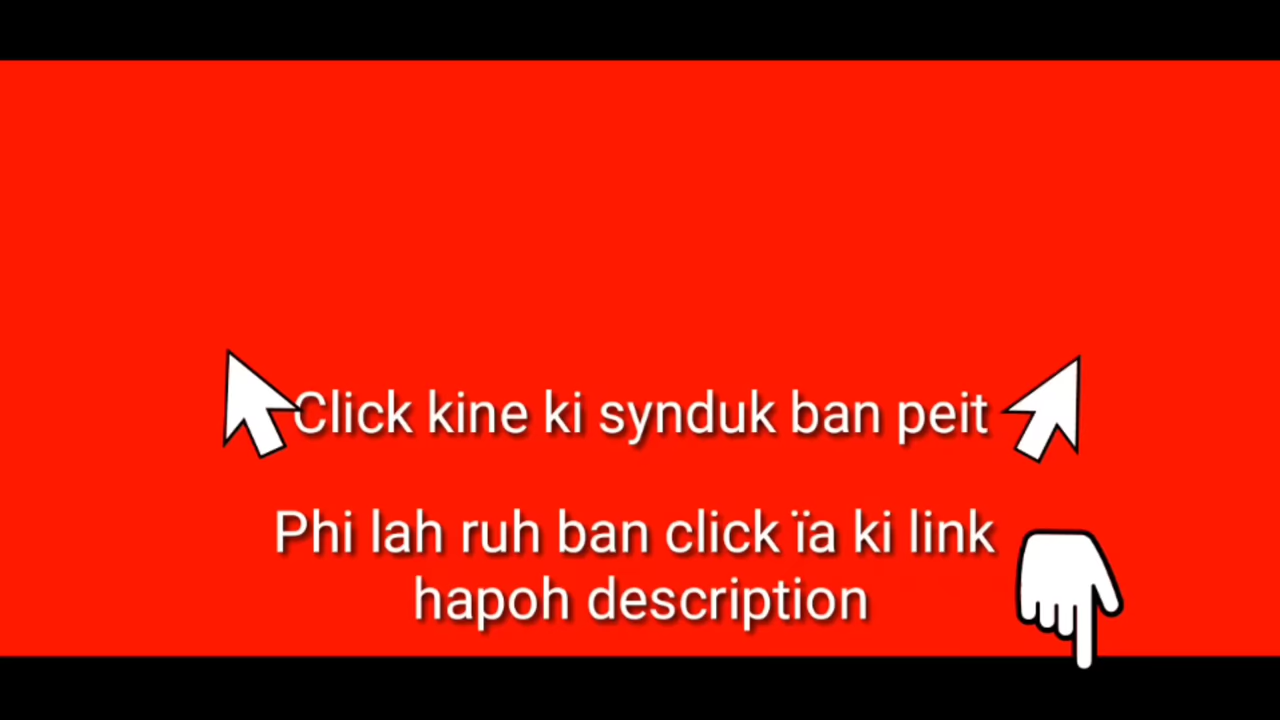 Click kine ki synduk ban peit
Phi lah ruh ban click ïa ki link
hapoh description